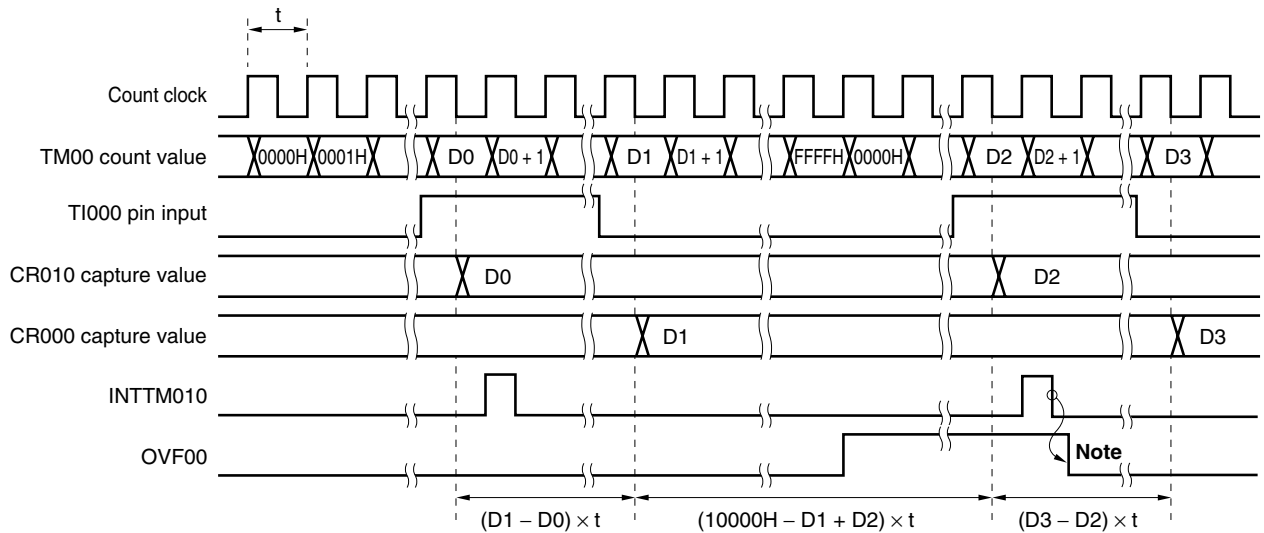 t
Count clock
TM00 count value 0000H 0001H D0 D0 + 1 D1 D1 + 1 FFFFH 0000H D2 D2 + 1 D3
TI000 pin input
CR010 capture value D0 D2
CR000 capture value D1 D3
INTTM010
OVF00 Note
(D1 − D0) × t (10000H − D1 + D2) × t (D3 − D2) × t